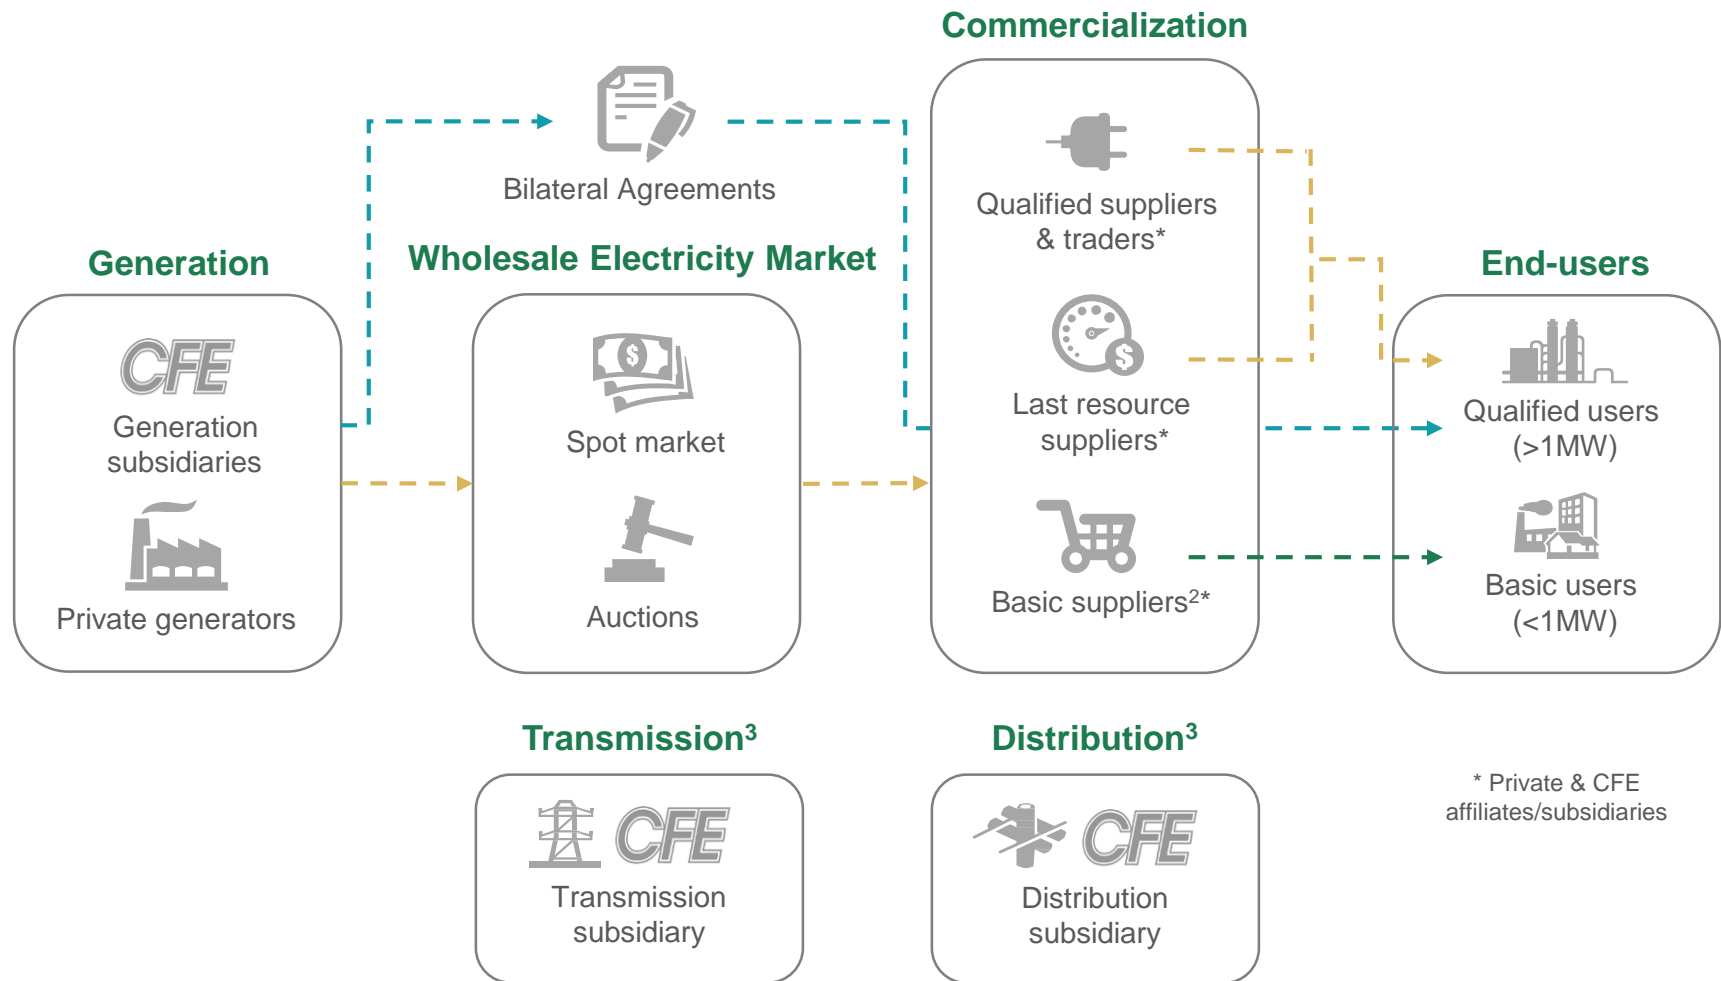 Commercialization
Bilateral Agreements
Qualified suppliers
& traders*
Generation
Wholesale Electricity Market
End-users
CFE
Generation
subsidiaries
Private generators
$
Spot market
Auctions
$
Last resource
suppliers*
Basic suppliers²*
Qualified users
(>1MW)
Basic users
(<1MW)
Transmission³
CFE
Transmission
subsidiary
Distribution³
CFE
Distribution
subsidiary
* Private & CFE
affiliates/subsidiaries